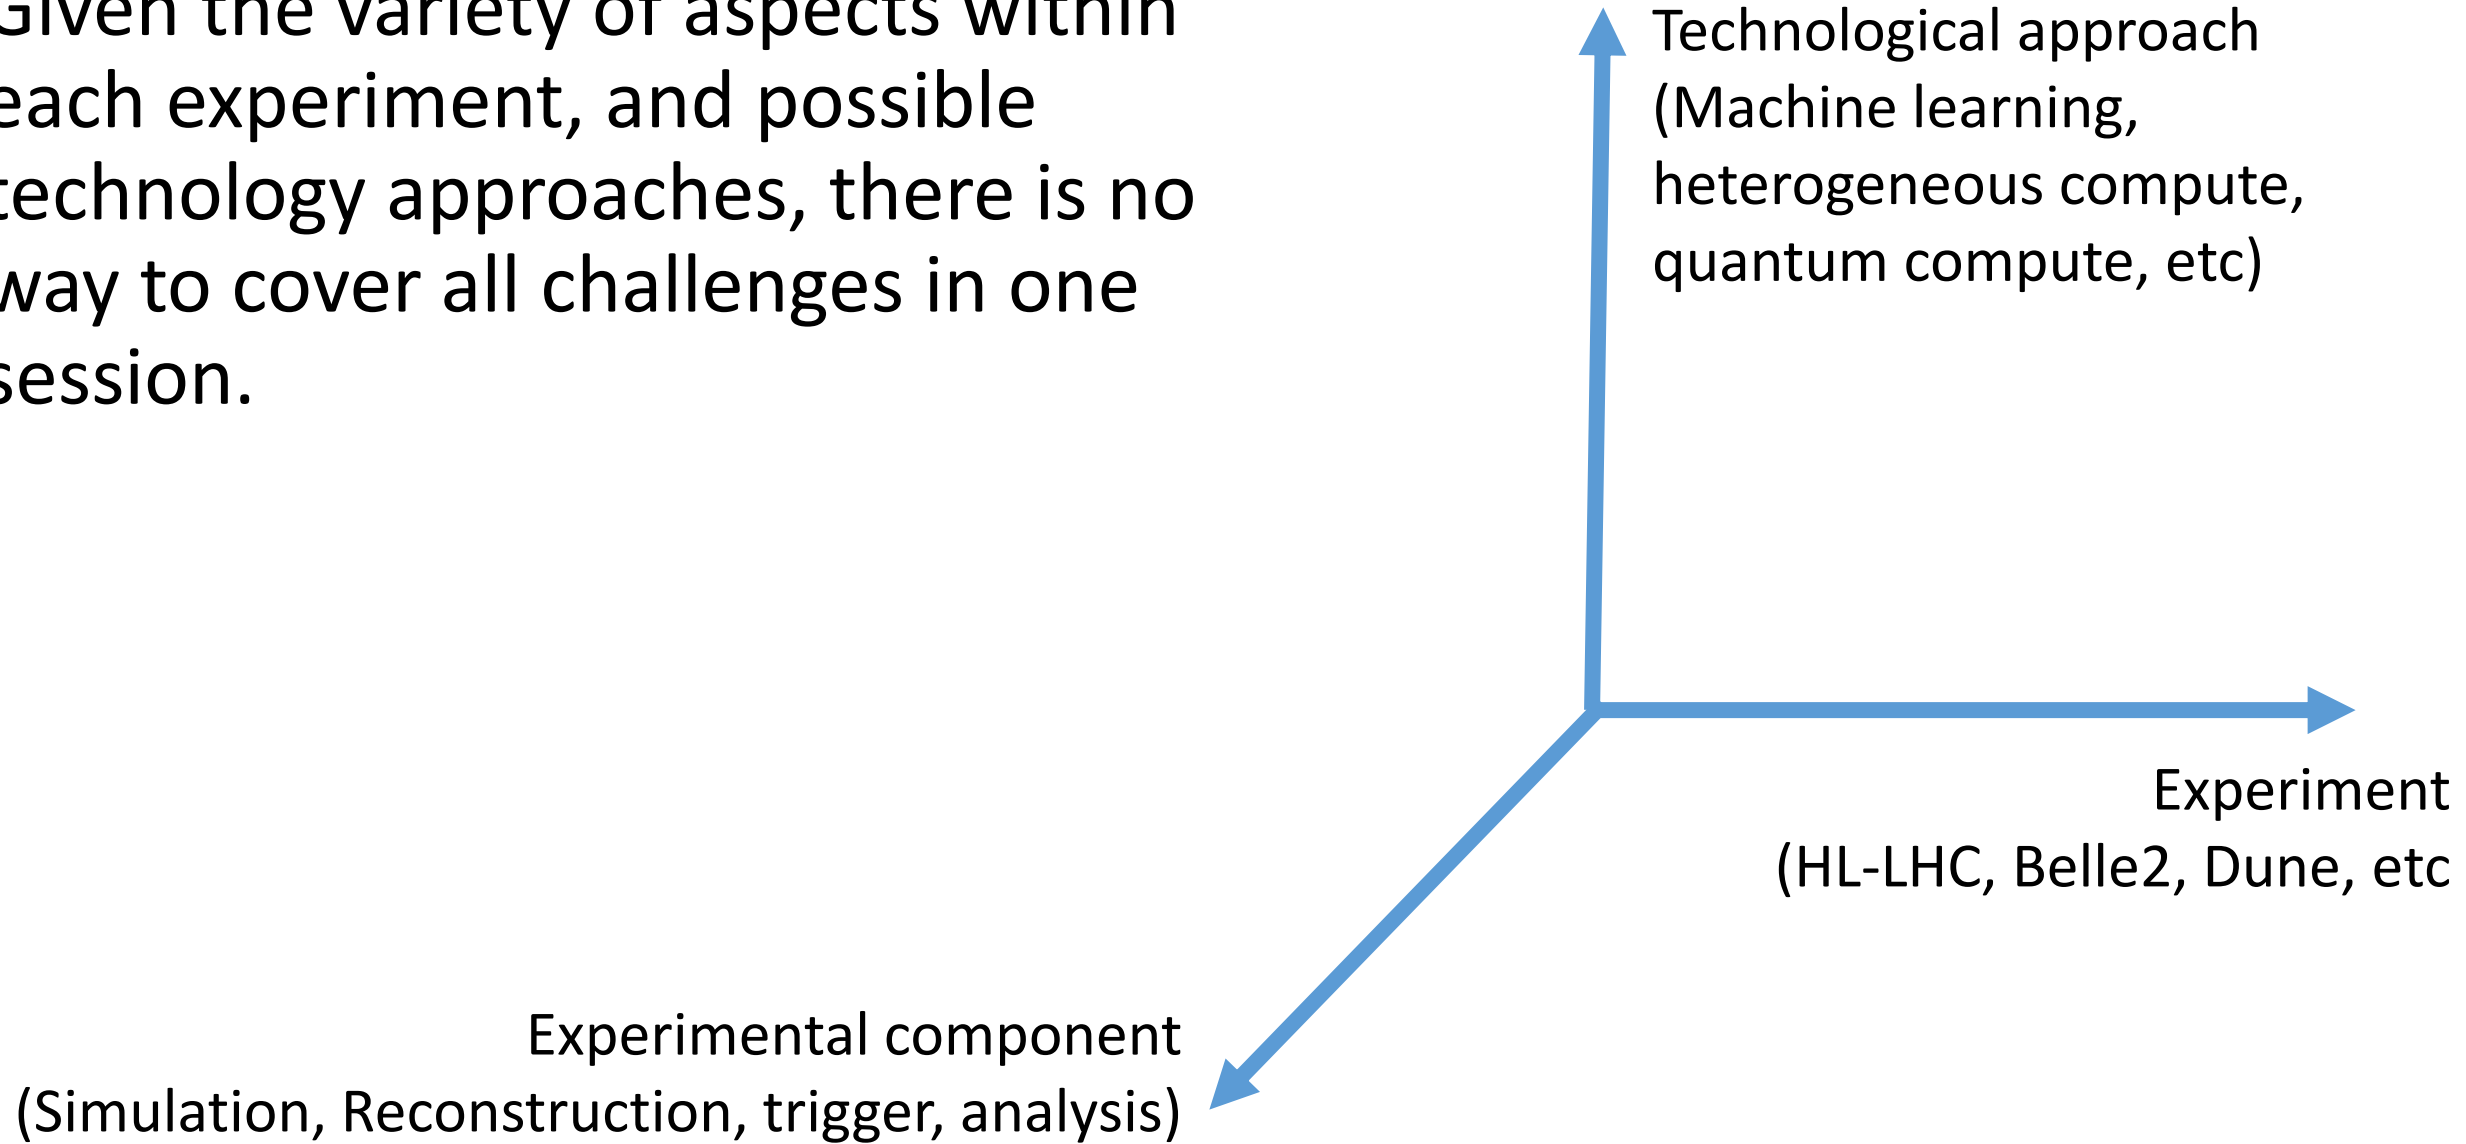 Given the variety of aspects within
each experiment, and possible
technology approaches, there is no
way to cover all challenges in one
session.
Technological approach
(Machine learning,
heterogeneous compute,
quantum compute, etc)
Experiment
(HL-LHC, Belle2, Dune, etc
Experimental component
(Simulation, Reconstruction, trigger, analysis)